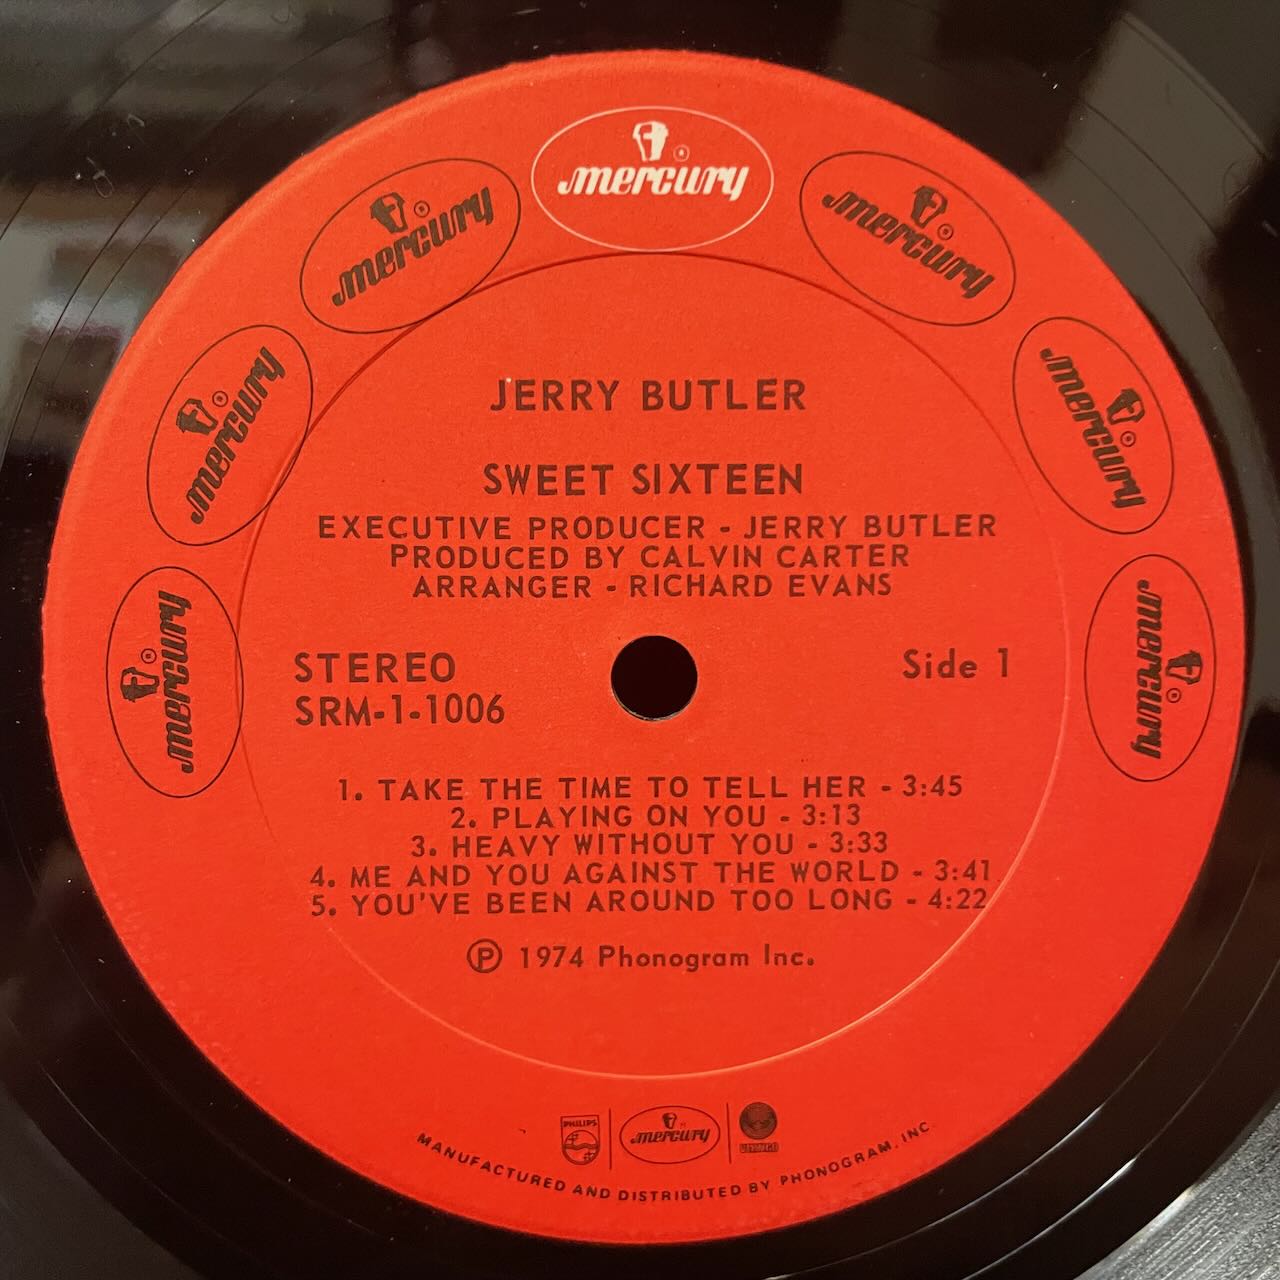 mercury
mercury
mercury
mercury
mercury
mercury
mercury
JERRY BUTLER
SWEET SIXTEEN
EXECUTIVE PRODUCER - JERRY BUTLER
PRODUCED BY CALVIN CARTER
ARRANGER - RICHARD EVANS
STEREO
Side 1
SRM-1-1006
1. TAKE THE TIME TO TELL HER - 3:45
2. PLAYING ON YOU - 3:13
3. HEAVY WITHOUT YOU - 3:33
4. ME AND YOU AGAINST THE WORLD - 3:41
5. YOU'VE BEEN AROUND TOO LONG - 4:22
Ⓟ 1974 Phonogram Inc.
PHILIPS
mercury
VERTIGO
MANUFACTURED AND DISTRIBUTED BY PHONOGRAM, INC.